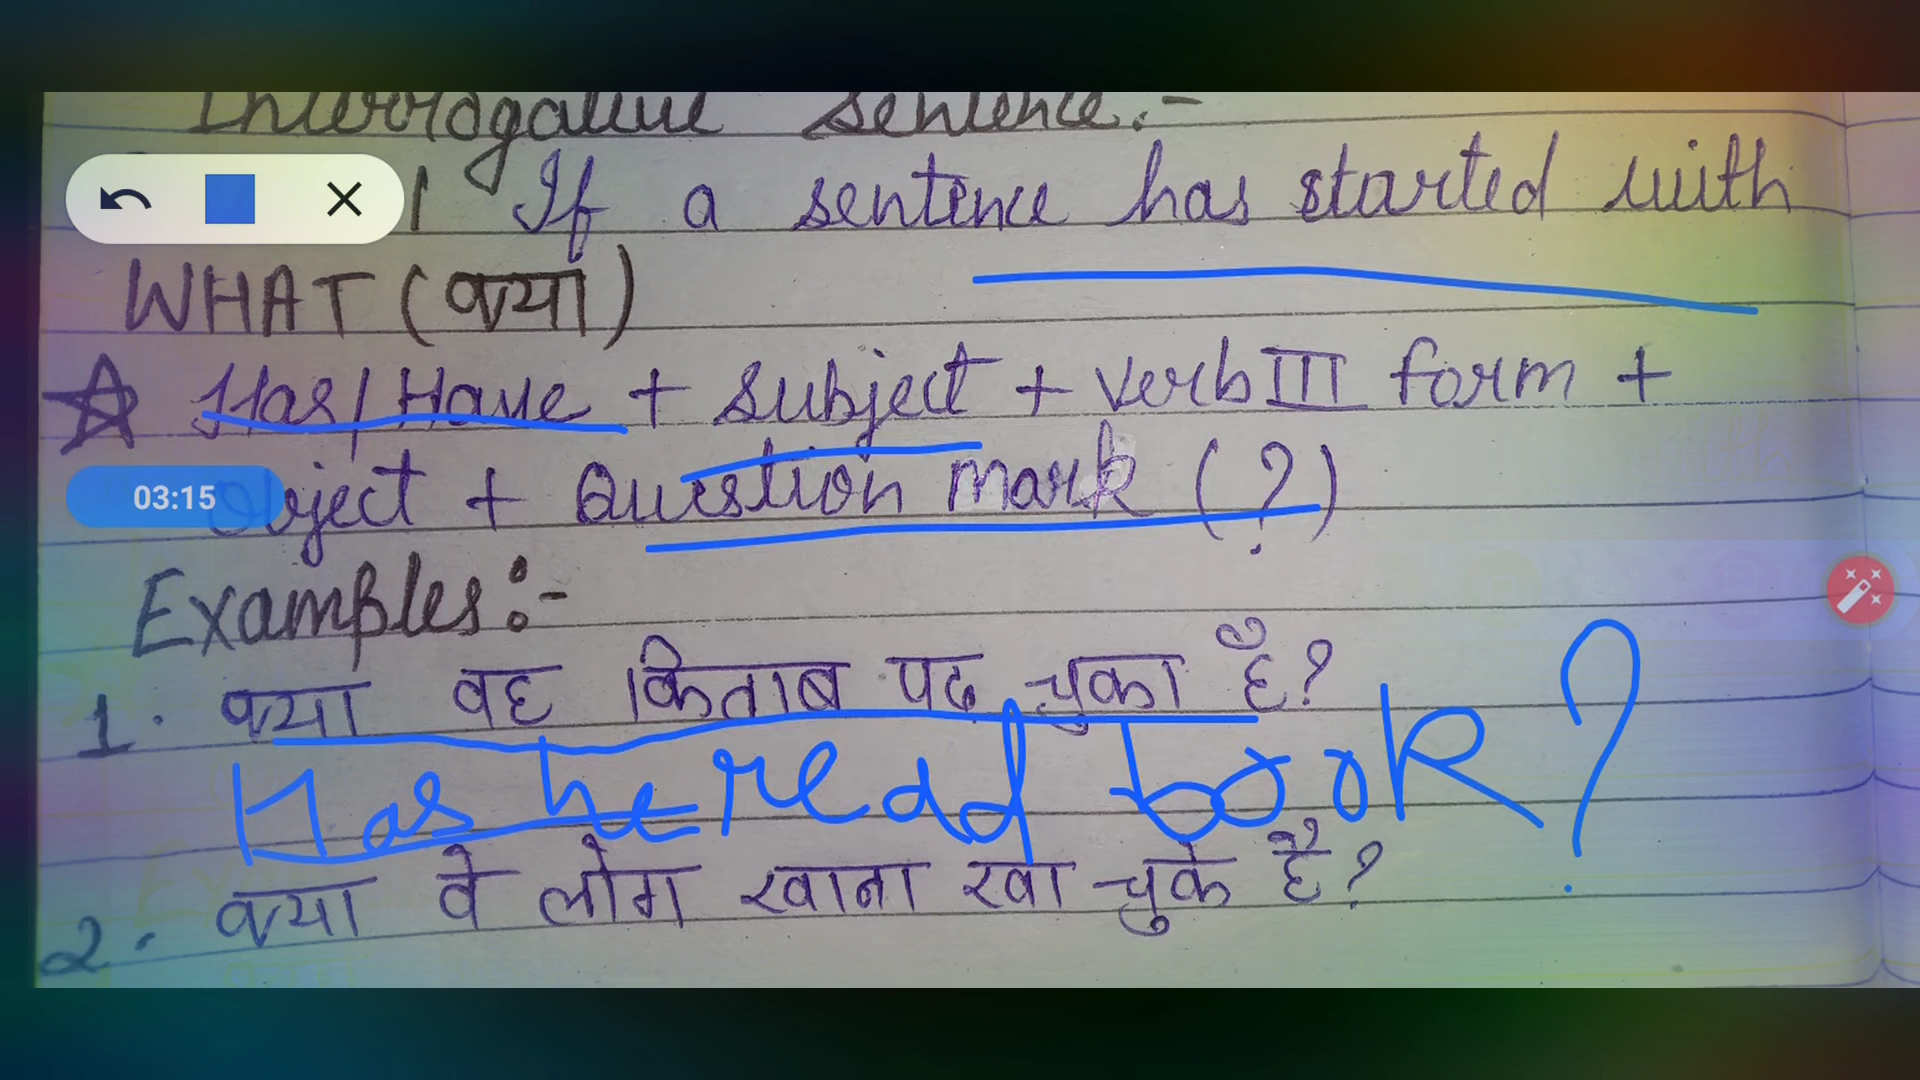 Interrogative Sentence:-
1 If a sentence has started with
WHAT (क्या)
Has/Have + Subject + Verb III form +
03:15
Object + Question Mark (?)
Examples:-
1. क्या वह किताब पढ चुका है?
Has he read book?
2. क्या वे लोग खाना खा चुके है?